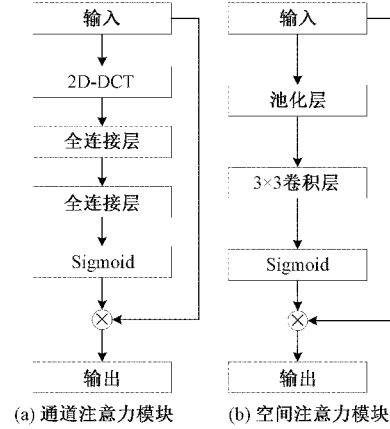 输入
2D-DCT
全连接层
全连接层
Sigmoid
输出
(a) 通道注意力模块
输入
池化层
3×3卷积层
Sigmoid
输出
(b) 空间注意力模块